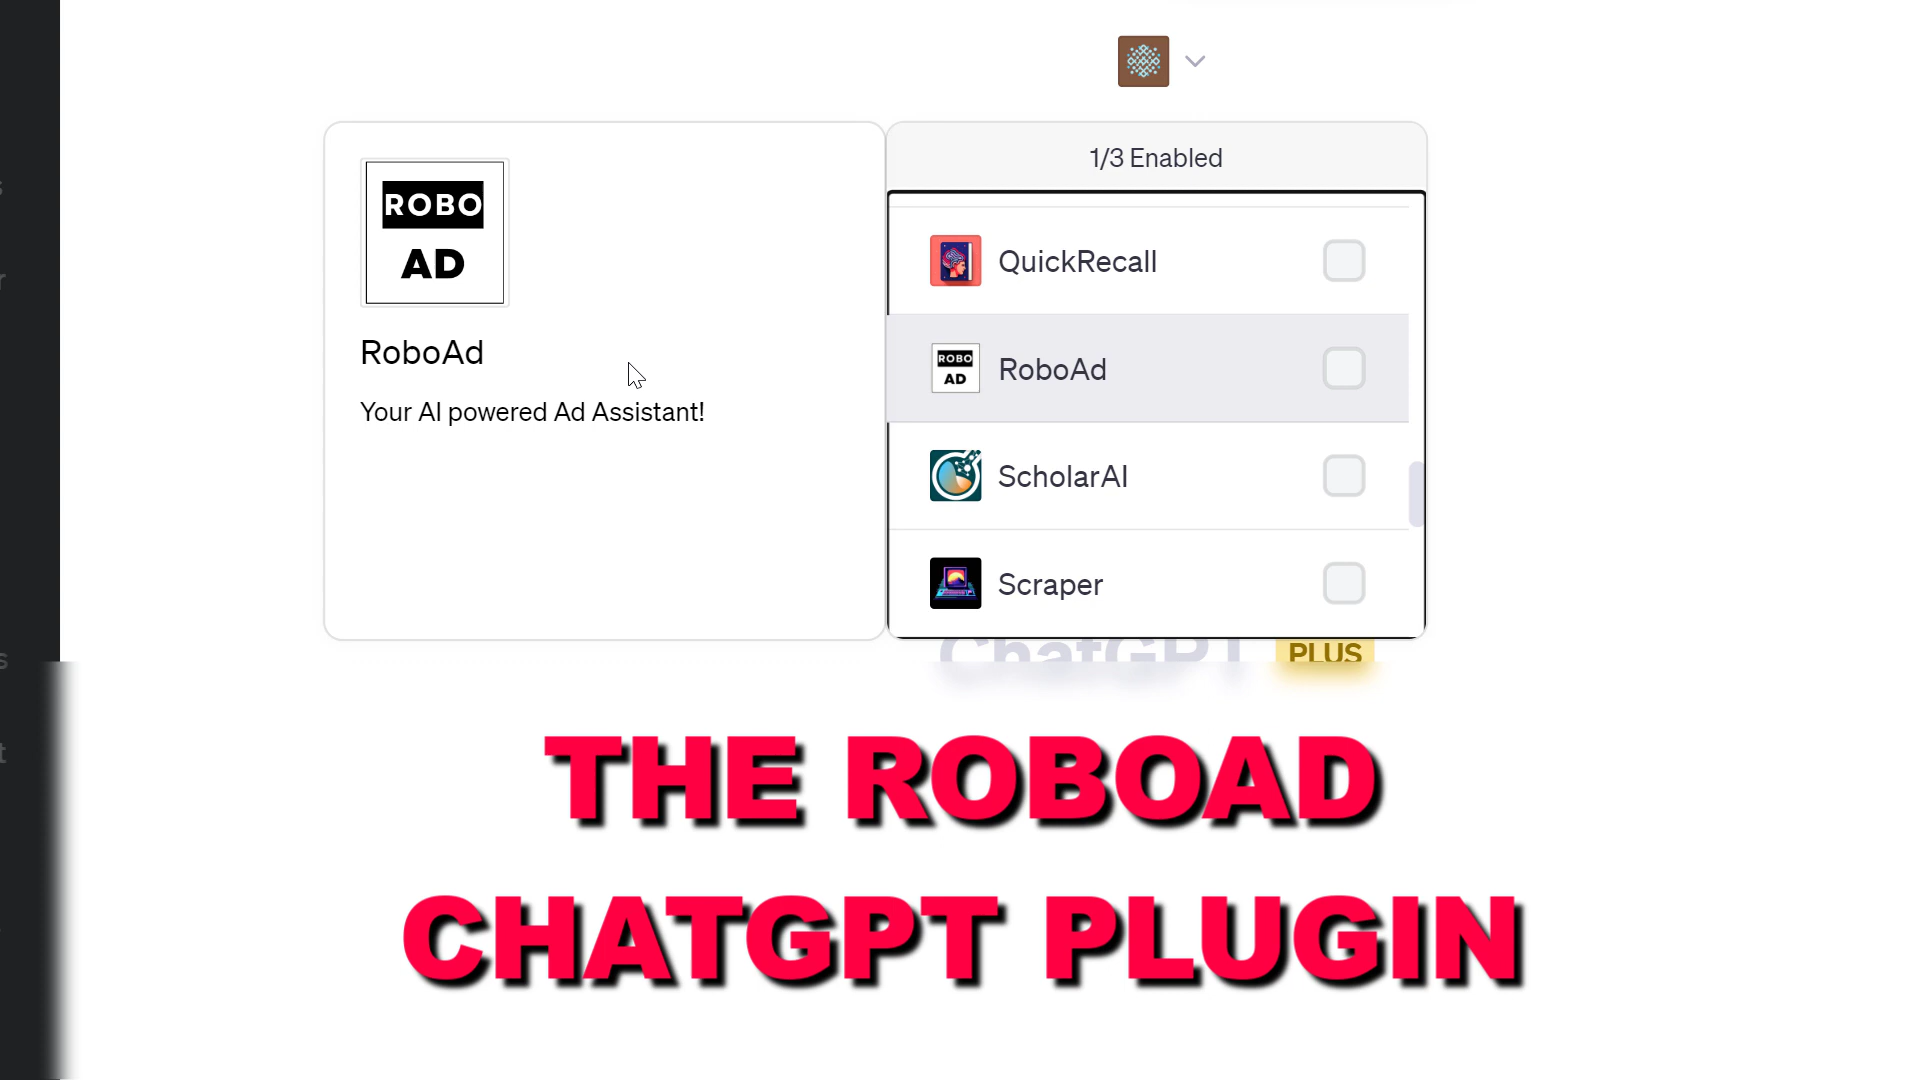 1/3 Enabled
ROBO
AD
RoboAd
Your AI powered Ad Assistant!
QuickRecall
ROBO
AD
RoboAd
ScholarAI
Scraper
ChatGPT PLUS
THE ROBOAD
CHATGPT PLUGIN